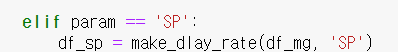 elif param == 'SP':
    df_sp = make_dlay_rate(df_mg, 'SP')